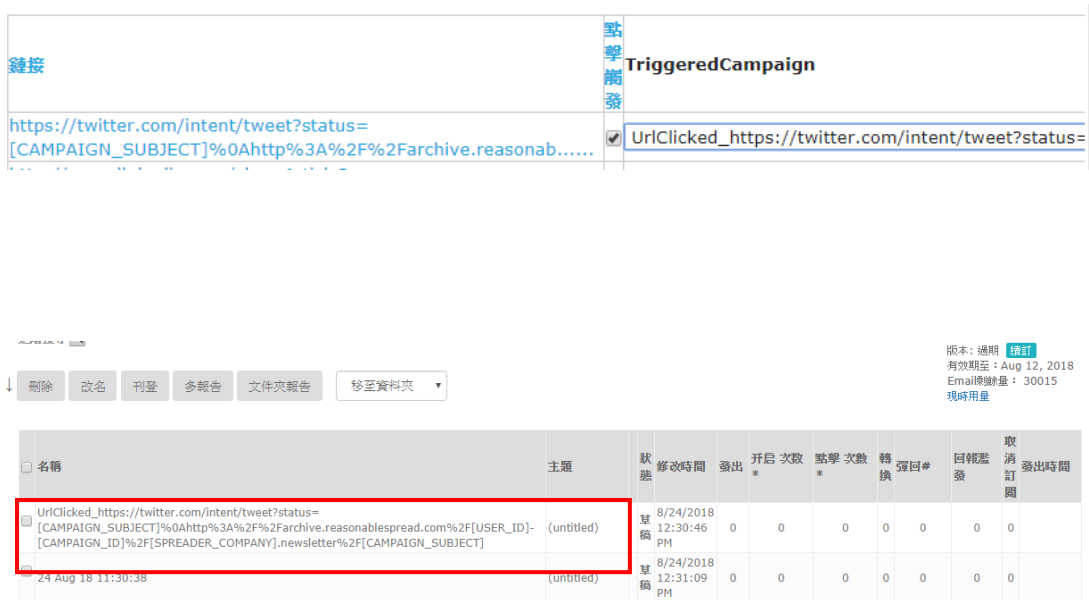 鏈接
點擊觸發
TriggeredCampaign
https://twitter.com/intent/tweet?status=
[CAMPAIGN_SUBJECT]%0Ahttp%3A%2F%2Farchive.reasonab......
UrlClicked_https://twitter.com/intent/tweet?status=
版本: 過期 續訂
有效期至：Aug 12, 2018
Email剩餘量： 30015
現時用量
↓ 刪除 改名 刊登 多報告 文件夾報告 移至資料夾
名稱 主題 狀態 修改時間 發出 开启 次数 * 點擊 次數 * 轉換 彈回# 回報濫發 取消訂閱 發出時間
UrlClicked_https://twitter.com/intent/tweet?status=
[CAMPAIGN_SUBJECT]%0Ahttp%3A%2F%2Farchive.reasonablespread.com%2F[USER_ID]-
[CAMPAIGN_ID]%2F[SPREADER_COMPANY].newsletter%2F[CAMPAIGN_SUBJECT]
(untitled) 草稿 8/24/2018 12:30:46 PM 0 0 0 0 0 0 0
24 Aug 18 11:30:38 (untitled) 草稿 8/24/2018 12:31:09 PM 0 0 0 0 0 0 0